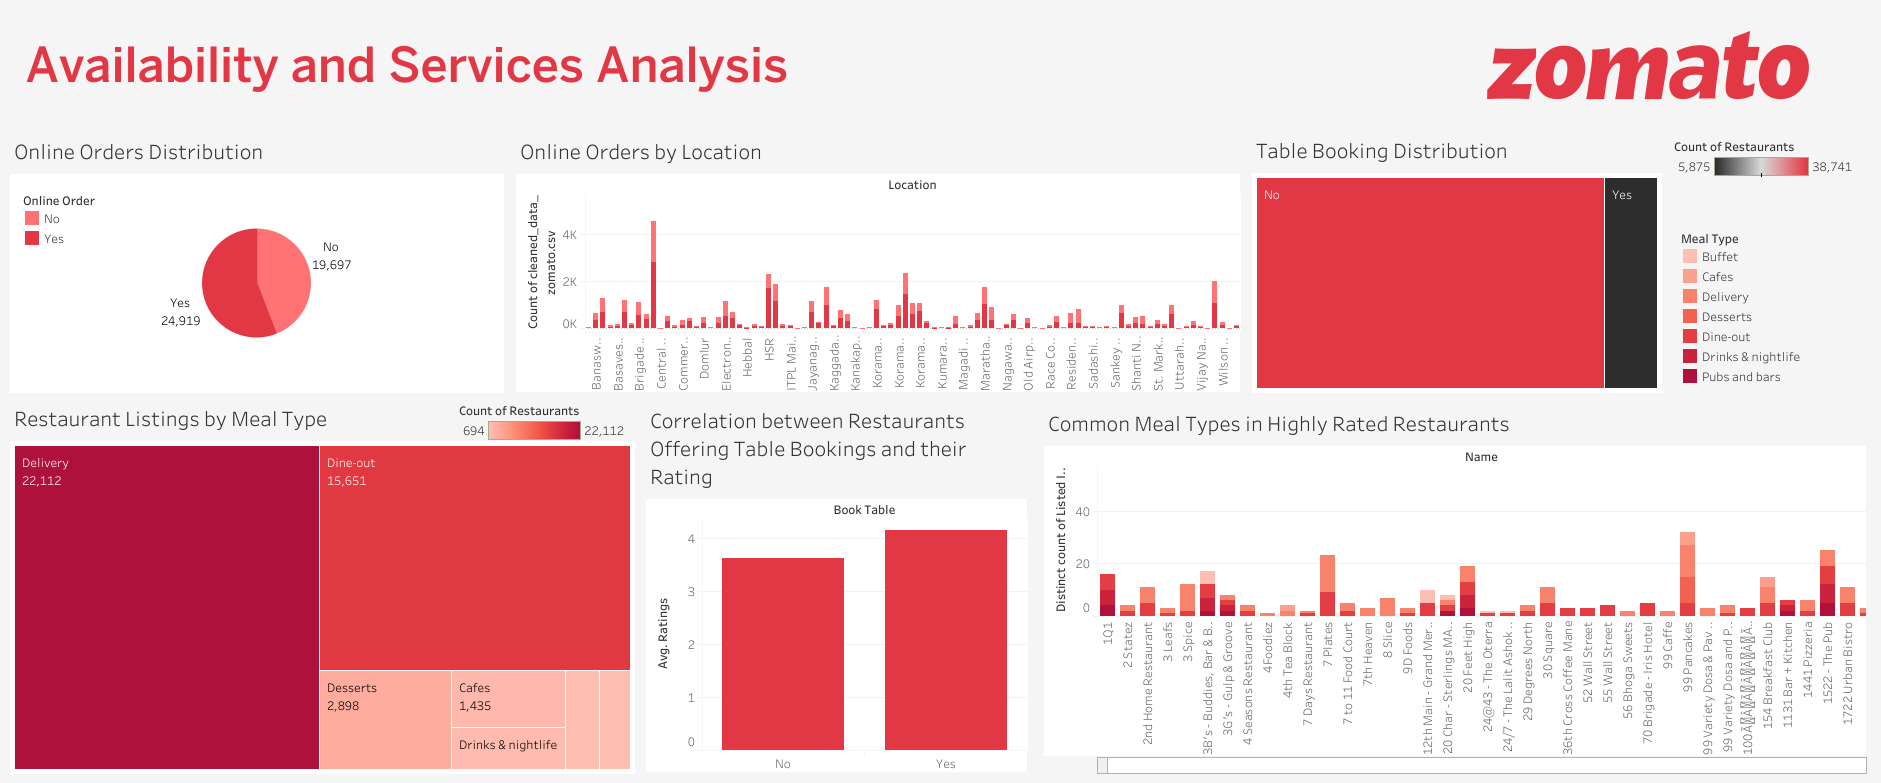 Availability and Services Analysis
zomato
Online Orders Distribution
Online Order
No
Yes
No
19,697
Yes
24,919
Online Orders by Location
Location
Count of cleaned_data_
zomato.csv
4K
2K
0K
Banasw..
Basaves..
Brigade ..
Central ..
Commer..
Domlur
Electron..
Hebbal
HSR
ITPL Mai..
Jayanag..
Kaggada..
Kanakap..
Korama..
Korama..
Korama..
Kumara..
Magadi ..
Maratha..
Nagawa..
Old Airp..
Race Co..
Residen..
Sadashi..
Sankey ..
Shanti N..
St. Mark..
Uttarah..
Vijay Na..
Wilson ..
Table Booking Distribution
No
Yes
Count of Restaurants
5,875
38,741
Meal Type
Buffet
Cafes
Delivery
Desserts
Dine-out
Drinks & nightlife
Pubs and bars
Restaurant Listings by Meal Type
Count of Restaurants
694
22,112
Delivery
22,112
Dine-out
15,651
Desserts
2,898
Cafes
1,435
Drinks & nightlife
Correlation between Restaurants
Offering Table Bookings and their
Rating
Book Table
Avg. Ratings
4
3
2
1
0
No
Yes
Common Meal Types in Highly Rated Restaurants
Name
Distinct count of Listed I..
40
20
0
1Q1
2 Statez
2nd Home Restaurant
3 Leafs
3 Spice
3B's - Buddies, Bar & B..
3G's - Gulp & Groove
4 Seasons Restaurant
4Foodiez
4th Tea Block
7 Days Restaurant
7 Plates
7 to 11 Food Court
7th Heaven
8 Slice
9D Foods
12th Main - Grand Mer..
20 Char - Sterlings MA..
20 Feet High
24@43 - The Oterra
24/7 - The Lalit Ashok ..
29 Degrees North
30 Square
36th Cross Coffee Mane
52 Wall Street
55 Wall Street
56 Bhoga Sweets
70 Brigade - Iris Hotel
99 Caffe
99 Pancakes
99 Variety Dosa & Pav ..
99 Variety Dosa and P..
154 Breakfast Club
1131 Bar + Kitchen
1441 Pizzeria
1522 - The Pub
1722 Urban Bistro